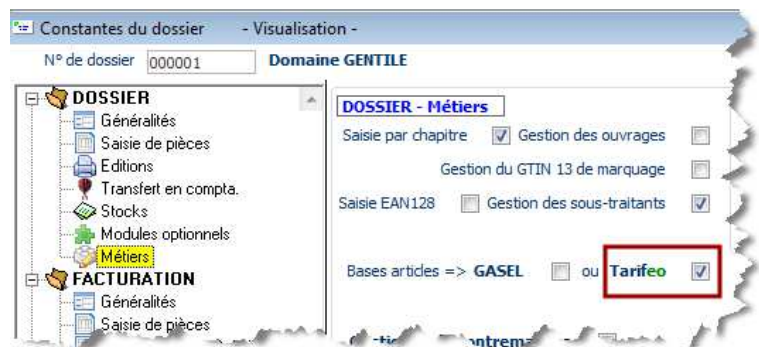 Constantes du dossier - Visualisation -
N° de dossier 000001 Domaine GENTILE
DOSSIER
Généralités
Saisie de pièces
Editions
Transfert en compta.
Stocks
Modules optionnels
Métiers
FACTURATION
Généralités
Saisie de pièces
DOSSIER - Métiers
Saisie par chapitre Gestion des ouvrages
Gestion du GTIN 13 de marquage
Saisie EAN128 Gestion des sous-traitants
Bases articles => GASEL ou Tarifeo